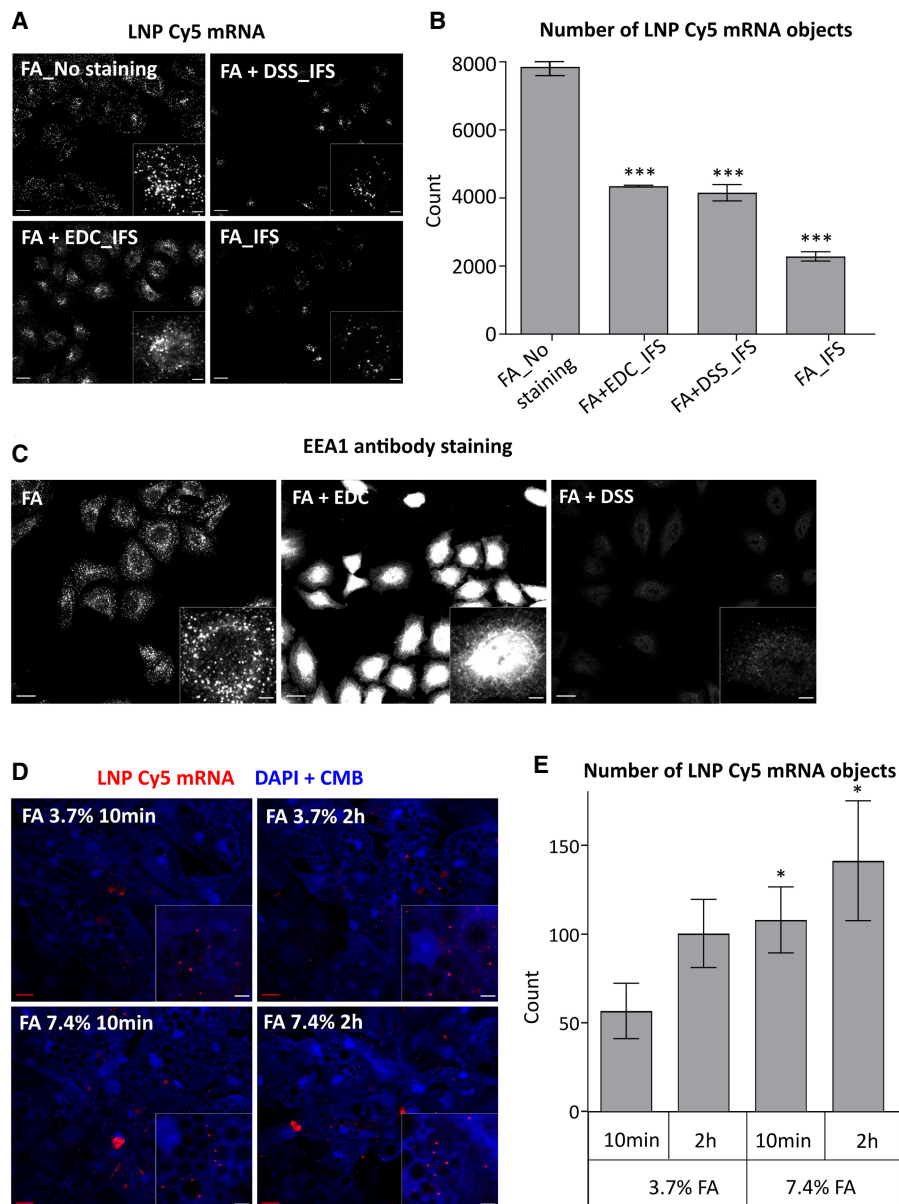 A
LNP Cy5 mRNA
FA_No staining
FA + DSS_IFS
FA + EDC_IFS
FA_IFS
B
Number of LNP Cy5 mRNA objects
8000
6000
4000
2000
0
Count
***
***
***
FA_No
staining
FA+EDC_IFS
FA+DSS_IFS
FA_IFS
C
EEA1 antibody staining
FA
FA + EDC
FA + DSS
D
LNP Cy5 mRNA DAPI + CMB
FA 3.7% 10min
FA 3.7% 2h
FA 7.4% 10min
FA 7.4% 2h
E
Number of LNP Cy5 mRNA objects
150
100
50
0
Count
*
*
10min 2h 10min 2h
3.7% FA 7.4% FA